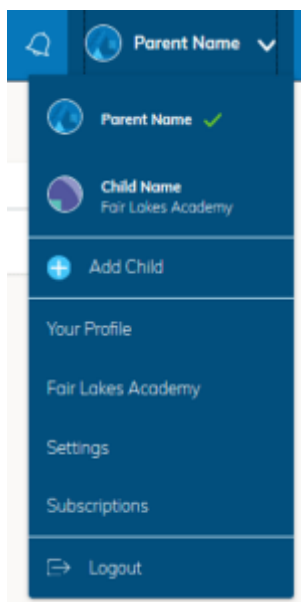 Parent Name
Parent Name
Child Name
Fair Lakes Academy
Add Child
Your Profile
Fair Lakes Academy
Settings
Subscriptions
Logout